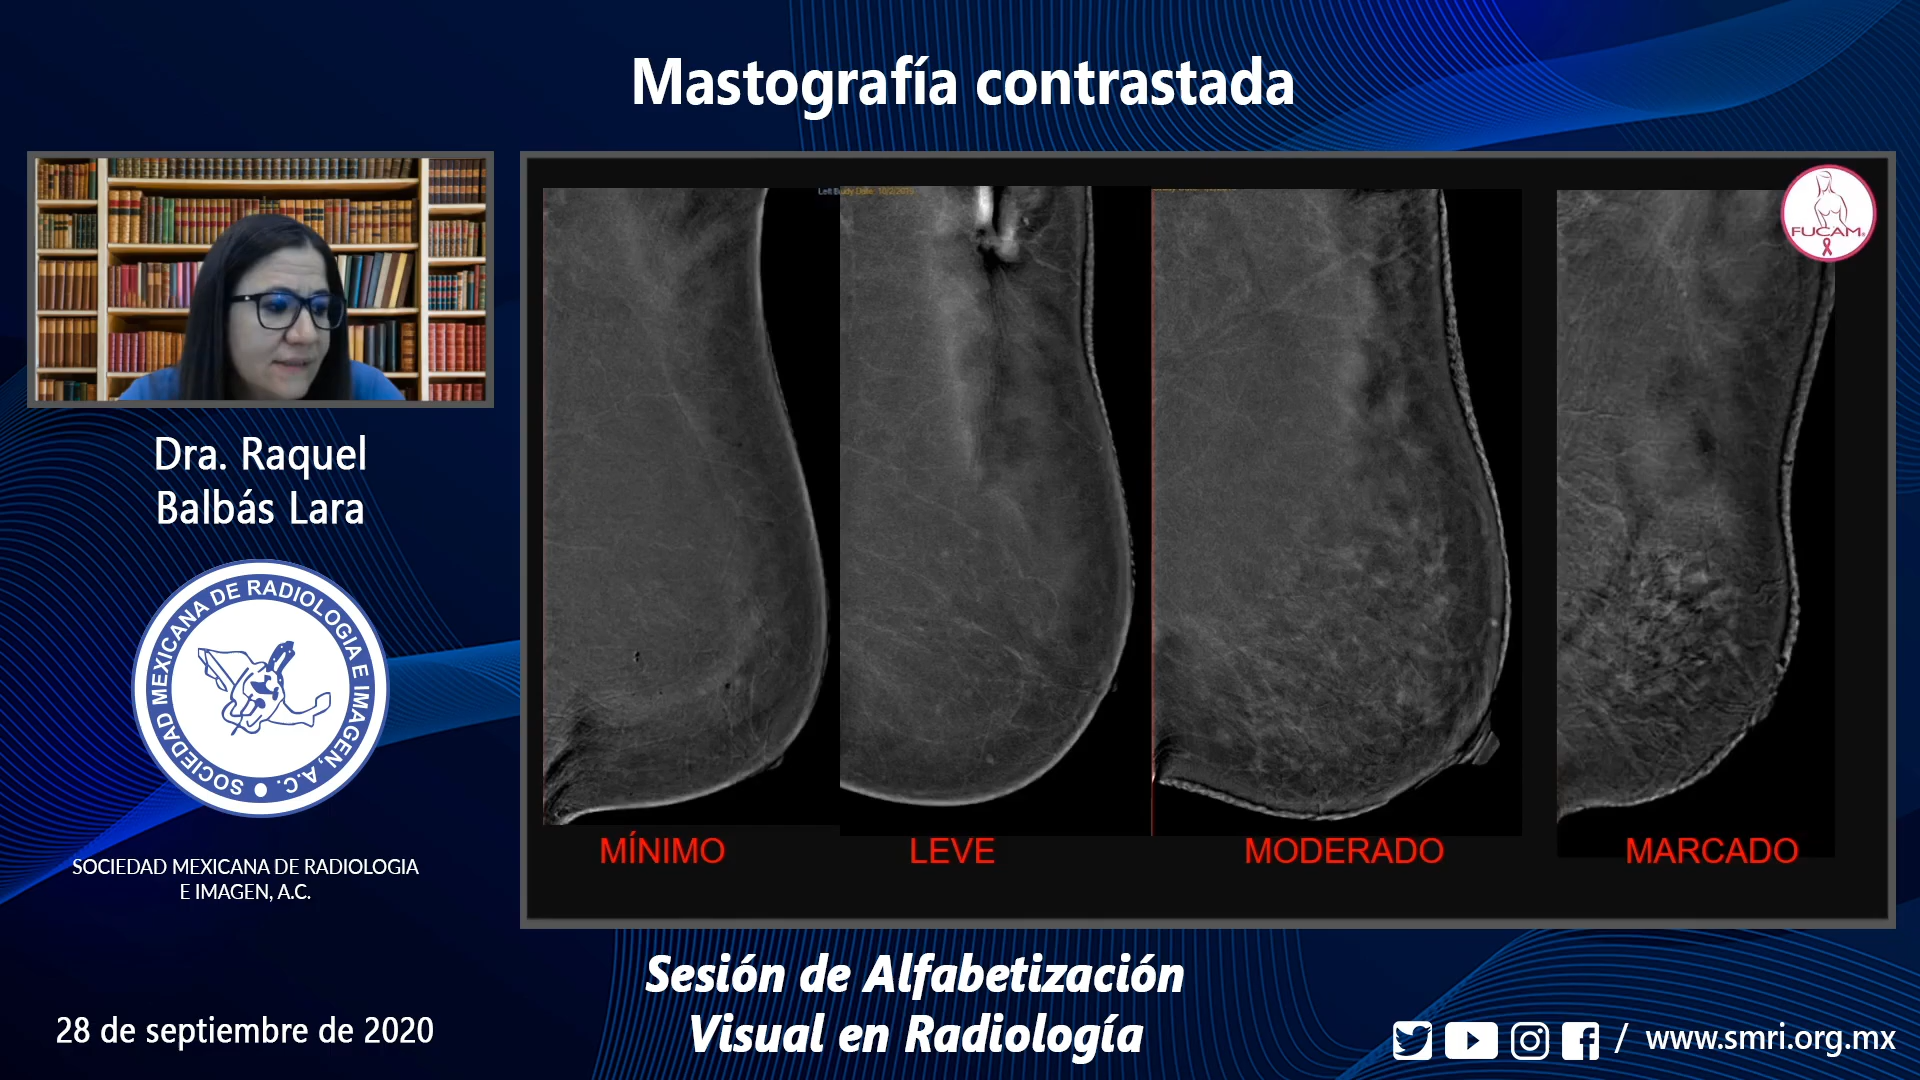 Mastografía contrastada
Dra. Raquel
Balbás Lara
SOCIEDAD MEXICANA DE RADIOLOGIA E IMAGEN, A.C.
SOCIEDAD MEXICANA DE RADIOLOGIA
E IMAGEN, A.C.
28 de septiembre de 2020
FUCAM
MÍNIMO
LEVE
MODERADO
MARCADO
Sesión de Alfabetización
Visual en Radiología
/ www.smri.org.mx